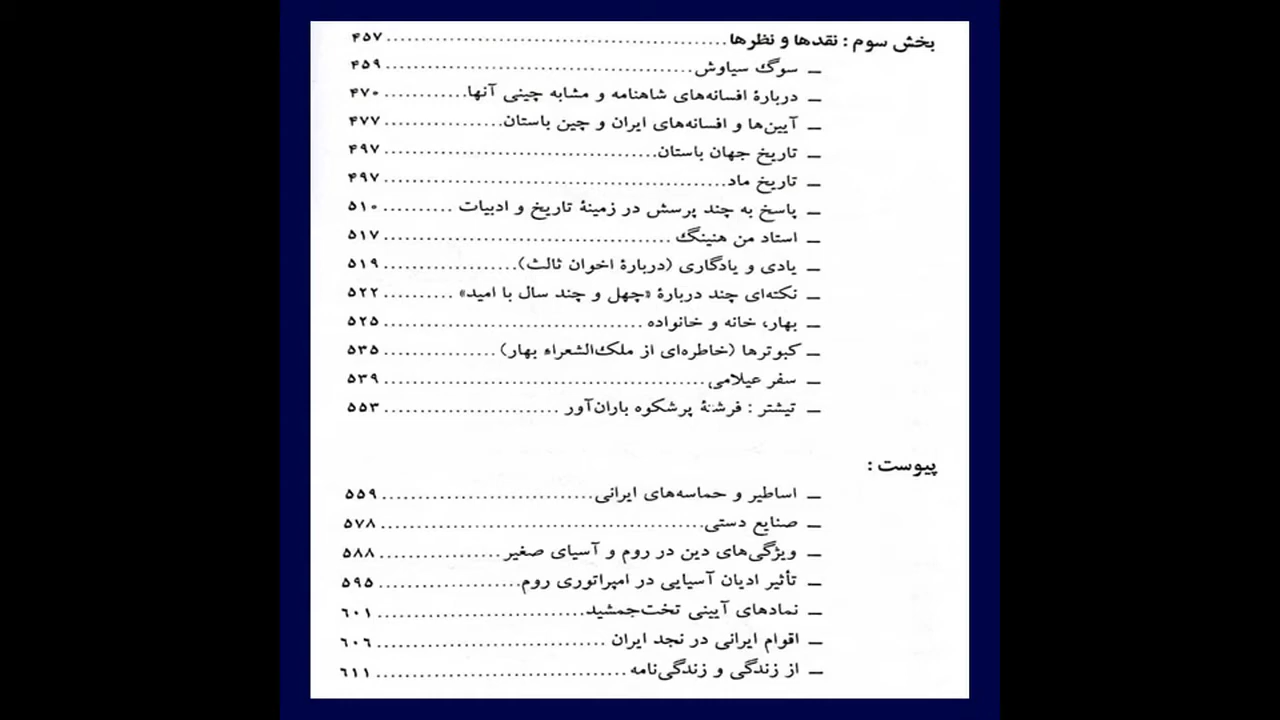 بخش سوم : نقدها و نظرها ........................................ ۴۵۷
ـ سوگ سیاوش ........................................ ۴۵۹
ـ دربارهٔ افسانه‌های شاهنامه و مشابه چینی آنها ............ ۴۷۰
ـ آیین‌ها و افسانه‌های ایران و چین باستان ................ ۴۷۷
ـ تاریخ جهان باستان ...................................... ۴۹۷
ـ تاریخ ماد ................................................ ۴۹۷
ـ پاسخ به چند پرسش در زمینهٔ تاریخ و ادبیات .......... ۵۱۰
ـ استاد من هنینگ ........................................ ۵۱۷
ـ یادی و یادگاری (دربارهٔ اخوان ثالث) .................. ۵۱۹
ـ نکته‌ای چند دربارهٔ «چهل و چند سال با امید» .......... ۵۲۲
ـ بهار، خانه و خانواده .................................... ۵۲۵
ـ کبوترها (خاطره‌ای از ملک‌الشعراء بهار) ............ ۵۳۵
ـ سفر عیلامی ............................................ ۵۳۹
ـ تیشتر : فرشتهٔ پرشکوه باران‌آور ........................ ۵۵۳
پیوست :
ـ اساطیر و حماسه‌های ایرانی ............................ ۵۵۹
ـ صنایع دستی ............................................ ۵۷۸
ـ ویژگی‌های دین در روم و آسیای صغیر ................ ۵۸۸
ـ تأثیر ادیان آسیایی در امپراتوری روم .................. ۵۹۵
ـ نمادهای آیینی تخت‌جمشید ............................ ۶۰۱
ـ اقوام ایرانی در نجد ایران .............................. ۶۰۶
ـ از زندگی و زندگی‌نامه .................................. ۶۱۱